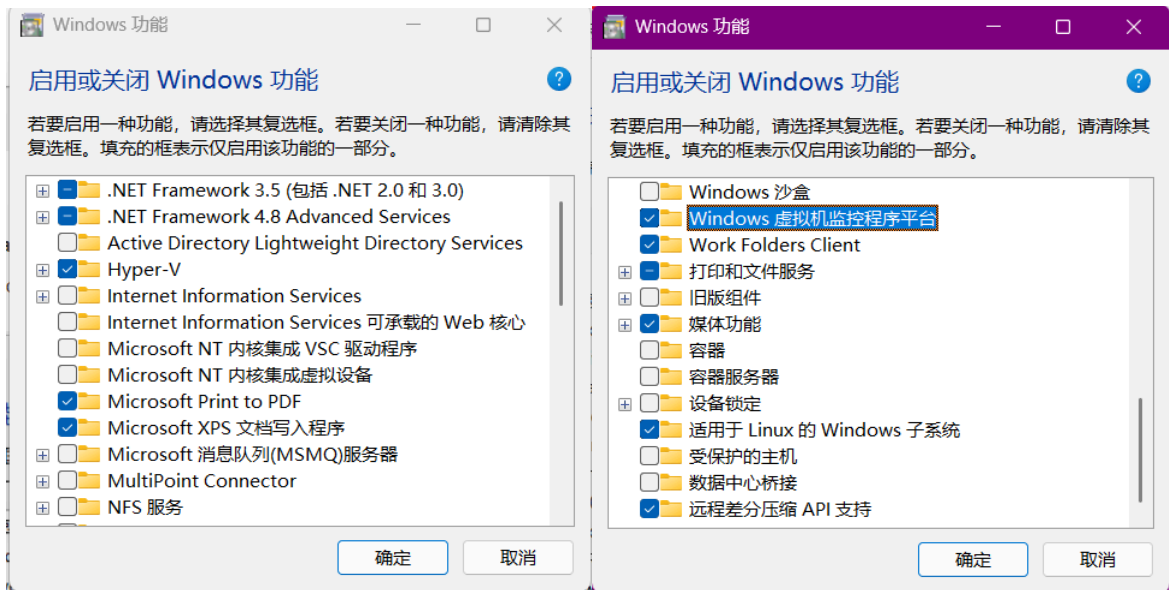 Windows 功能
启用或关闭 Windows 功能
若要启用一种功能，请选择其复选框。若要关闭一种功能，请清除其
复选框。填充的框表示仅启用该功能的一部分。
.NET Framework 3.5 (包括 .NET 2.0 和 3.0)
.NET Framework 4.8 Advanced Services
Active Directory Lightweight Directory Services
Hyper-V
Internet Information Services
Internet Information Services 可承载的 Web 核心
Microsoft NT 内核集成 VSC 驱动程序
Microsoft NT 内核集成虚拟设备
Microsoft Print to PDF
Microsoft XPS 文档写入程序
Microsoft 消息队列(MSMQ)服务器
MultiPoint Connector
NFS 服务
确定
取消
Windows 功能
启用或关闭 Windows 功能
若要启用一种功能，请选择其复选框。若要关闭一种功能，请清除其
复选框。填充的框表示仅启用该功能的一部分。
Windows 沙盒
Windows 虚拟机监控程序平台
Work Folders Client
打印和文件服务
旧版组件
媒体功能
容器
容器服务器
设备锁定
适用于 Linux 的 Windows 子系统
受保护的主机
数据中心桥接
远程差分压缩 API 支持
确定
取消